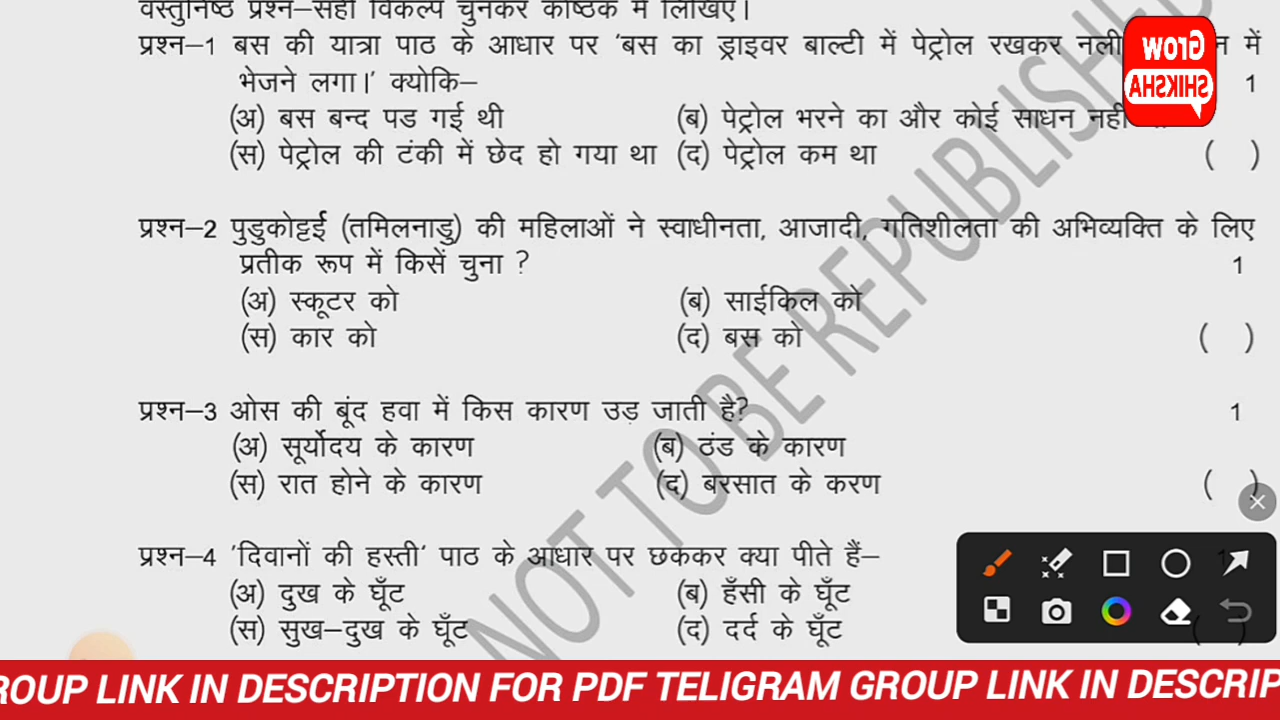 वस्तुनिष्ठ प्रश्न–सही विकल्प चुनकर कोष्ठक में लिखिए।
प्रश्न–1 बस की यात्रा पाठ के आधार पर 'बस का ड्राइवर बाल्टी में पेट्रोल रखकर नली में
भेजने लगा।' क्योकि– 1
(अ) बस बन्द पड गई थी (ब) पेट्रोल भरने का और कोई साधन नही
(स) पेट्रोल की टंकी में छेद हो गया था (द) पेट्रोल कम था ( )
प्रश्न–2 पुडुकोट्टई (तमिलनाडु) की महिलाओं ने स्वाधीनता, आजादी, गतिशीलता की अभिव्यक्ति के लिए
प्रतीक रूप में किसें चुना ? 1
(अ) स्कूटर को (ब) साईकिल को
(स) कार को (द) बस को ( )
प्रश्न–3 ओस की बूंद हवा में किस कारण उड़ जाती है? 1
(अ) सूर्योदय के कारण (ब) ठंड के कारण
(स) रात होने के कारण (द) बरसात के करण ( )
प्रश्न–4 'दिवानों की हस्ती' पाठ के आधार पर छककर क्या पीते हैं–
(अ) दुख के घूँट (ब) हँसी के घूँट
(स) सुख–दुख के घूँट (द) दर्द के घूँट ( )
NOT TO BE REPUBLISHED
GROW
SHIKSHA
ROUP LINK IN DESCRIPTION FOR PDF TELIGRAM GROUP LINK IN DESCRIP